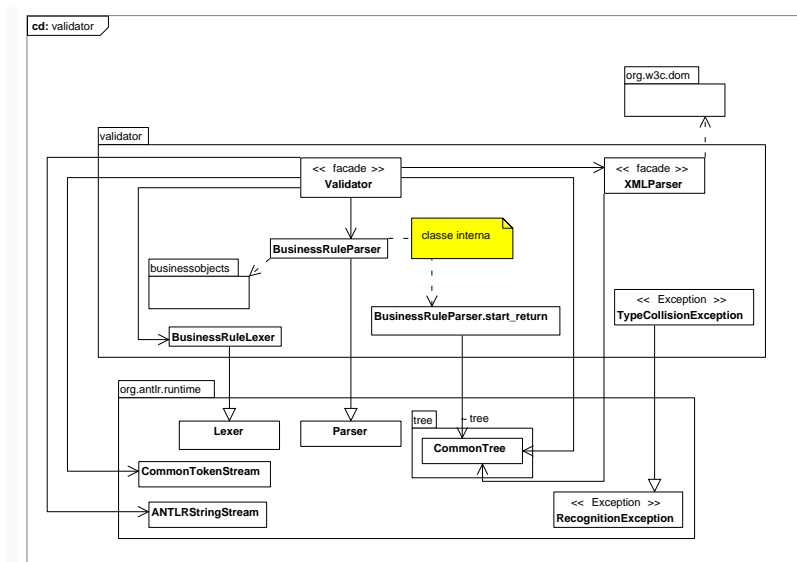 cd: validator
org.w3c.dom
validator
<< facade >>
Validator
<< facade >>
XMLParser
classe interna
BusinessRuleParser
businessobjects
BusinessRuleParser.start_return
<< Exception >>
TypeCollisionException
BusinessRuleLexer
org.antlr.runtime
tree
~ tree
Lexer
Parser
CommonTree
CommonTokenStream
<< Exception >>
RecognitionException
ANTLRStringStream